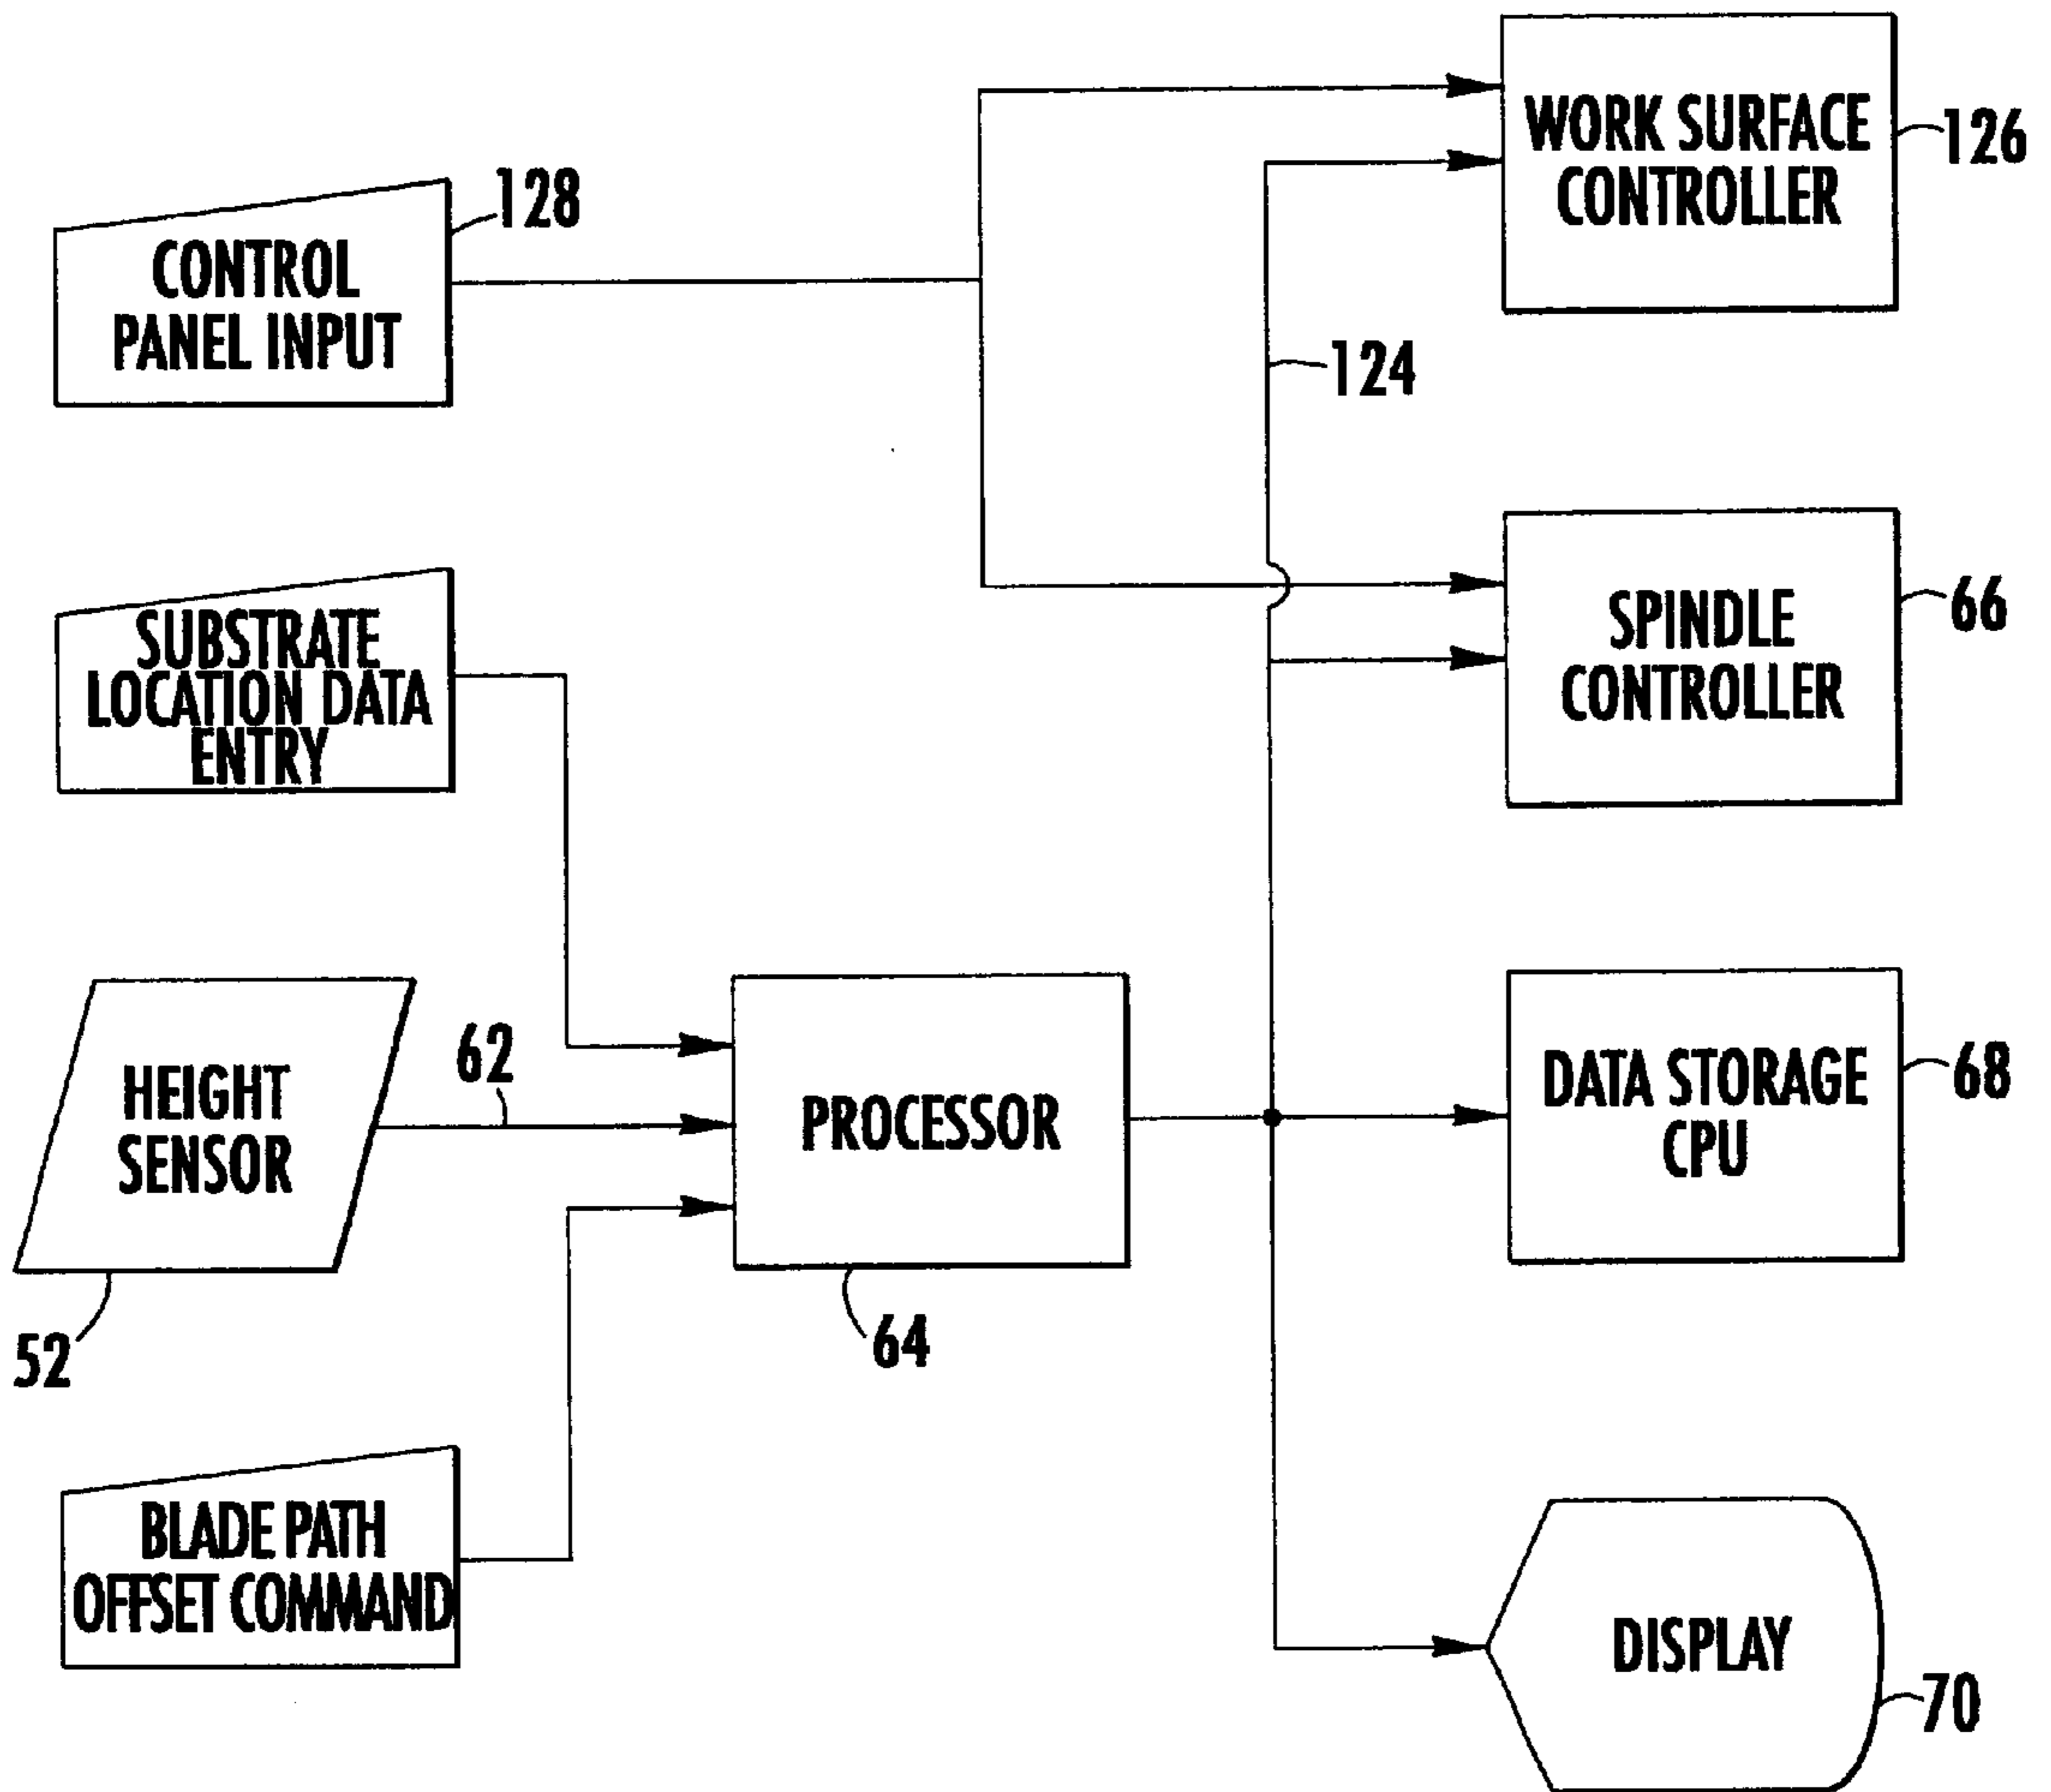 WORK SURFACE
CONTROLLER
126
128
CONTROL
PANEL INPUT
124
SUBSTRATE
LOCATION DATA
ENTRY
SPINDLE
CONTROLLER
66
HEIGHT
SENSOR
52
62
PROCESSOR
64
DATA STORAGE
CPU
68
BLADE PATH
OFFSET COMMAND
DISPLAY
70